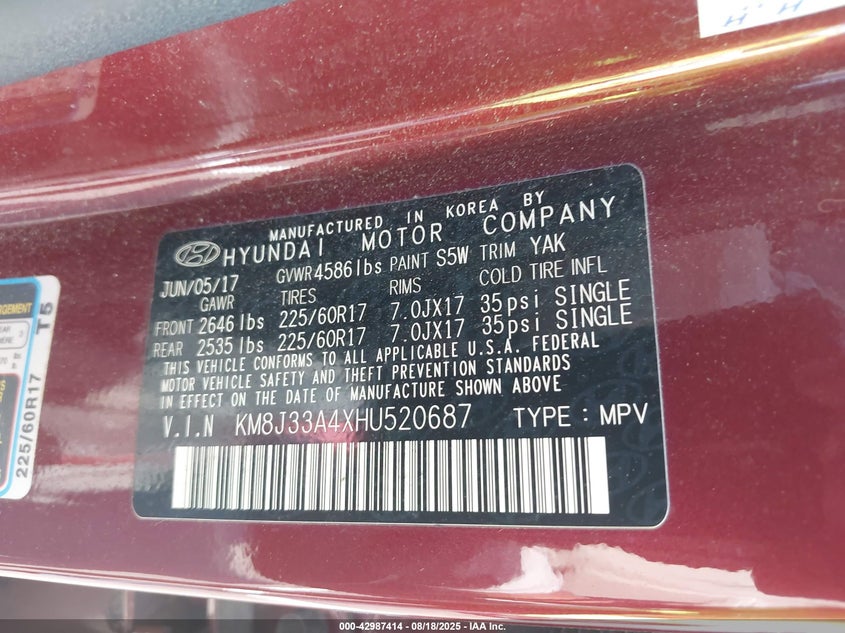 MANUFACTURED IN KOREA BY
HYUNDAI MOTOR COMPANY
JUN/05/17 GVWR4586lbs PAINT S5W TRIM YAK
GAWR TIRES RIMS COLD TIRE INFL
FRONT 2646lbs 225/60R17 7.0JX17 35psi SINGLE
REAR 2535lbs 225/60R17 7.0JX17 35psi SINGLE
THIS VEHICLE CONFORMS TO ALL APPLICABLE U.S.A. FEDERAL
MOTOR VEHICLE SAFETY AND THEFT PREVENTION STANDARDS
IN EFFECT ON THE DATE OF MANUFACTURE SHOWN ABOVE
V.I.N KM8J33A4XHU520687 TYPE : MPV
T5
225/60R17
000-42987414 - 08/18/2025 - IAA Inc.